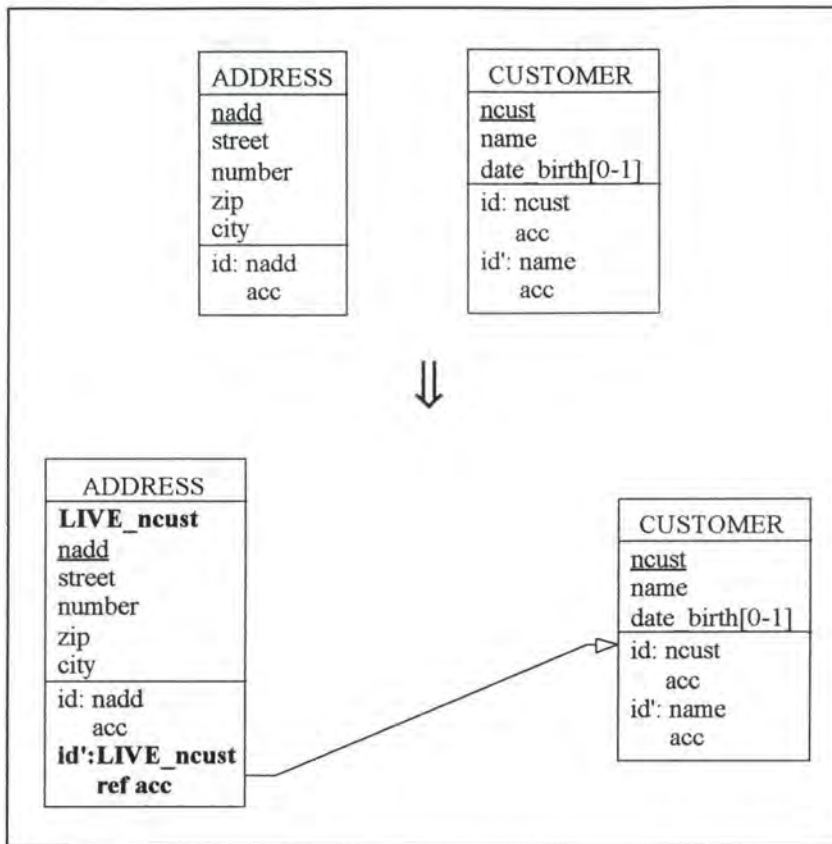 ADDRESS
nadd
street
number
zip
city
id: nadd
acc
CUSTOMER
ncust
name
date_birth[0-1]
id: ncust
acc
id': name
acc
⇓
ADDRESS
LIVE_ncust
nadd
street
number
zip
city
id: nadd
acc
id':LIVE_ncust
ref acc
CUSTOMER
ncust
name
date_birth[0-1]
id: ncust
acc
id': name
acc